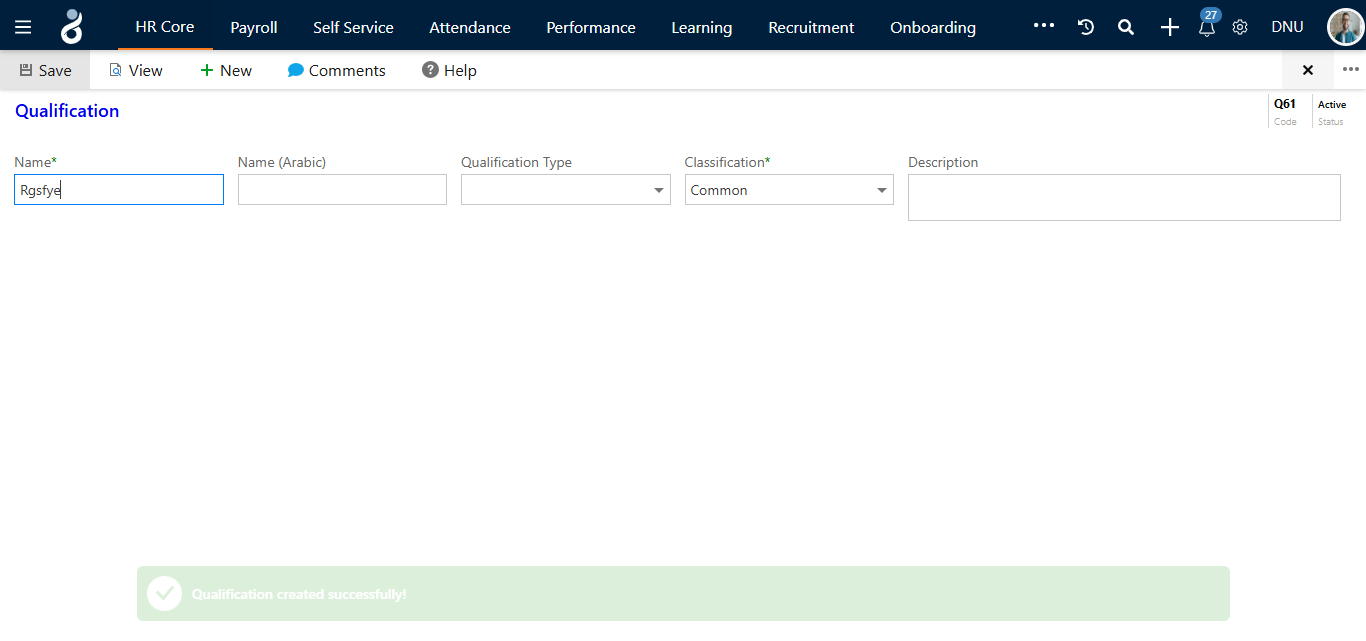 HR Core Payroll Self Service Attendance Performance Learning Recruitment Onboarding ••• 27 DNU
Save View New Comments Help
Qualification
Q61 Active
Code Status
Name* Name (Arabic) Qualification Type Classification* Description
Rgsfye Common
Qualification created successfully!